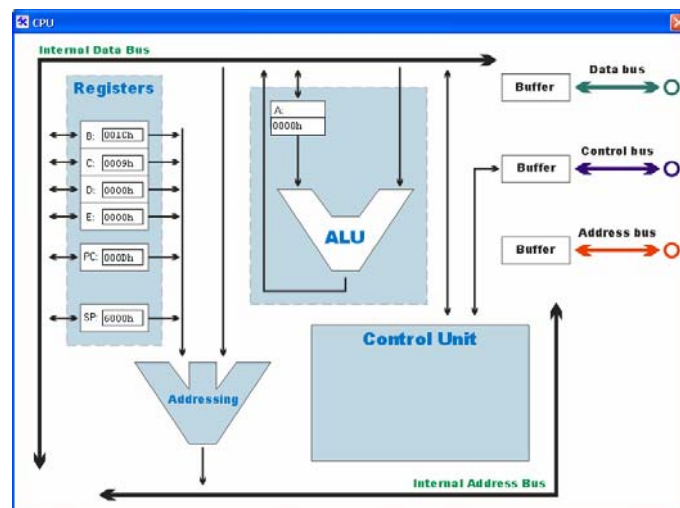 CPU
Internal Data Bus
Registers
B: 001Ch
C: 0009h
D: 0000h
E: 0000h
PC: 000Dh
SP: 6000h
A:
0000h
ALU
Addressing
Control Unit
Buffer
Data bus
Buffer
Control bus
Buffer
Address bus
Internal Address Bus